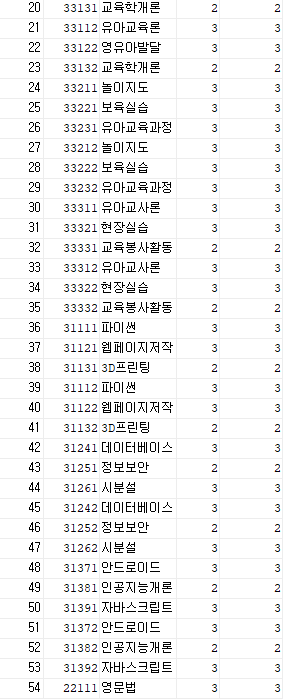 20 33131 교육학개론 2 2
21 33112 유아교육론 3 3
22 33122 영유아발달 3 3
23 33132 교육학개론 2 2
24 33211 놀이지도 3 3
25 33221 보육실습 3 3
26 33231 유아교육과정 3 3
27 33212 놀이지도 3 3
28 33222 보육실습 3 3
29 33232 유아교육과정 3 3
30 33311 유아교사론 3 3
31 33321 현장실습 3 3
32 33331 교육봉사활동 2 2
33 33312 유아교사론 3 3
34 33322 현장실습 3 3
35 33332 교육봉사활동 2 2
36 31111 파이썬 3 3
37 31121 웹페이지저작 3 3
38 31131 3D프린팅 2 2
39 31112 파이썬 3 3
40 31122 웹페이지저작 3 3
41 31132 3D프린팅 2 2
42 31241 데이터베이스 3 3
43 31251 정보보안 2 2
44 31261 시분설 3 3
45 31242 데이터베이스 3 3
46 31252 정보보안 2 2
47 31262 시분설 3 3
48 31371 안드로이드 3 3
49 31381 인공지능개론 2 2
50 31391 자바스크립트 3 3
51 31372 안드로이드 3 3
52 31382 인공지능개론 2 2
53 31392 자바스크립트 3 3
54 22111 영문법 3 3